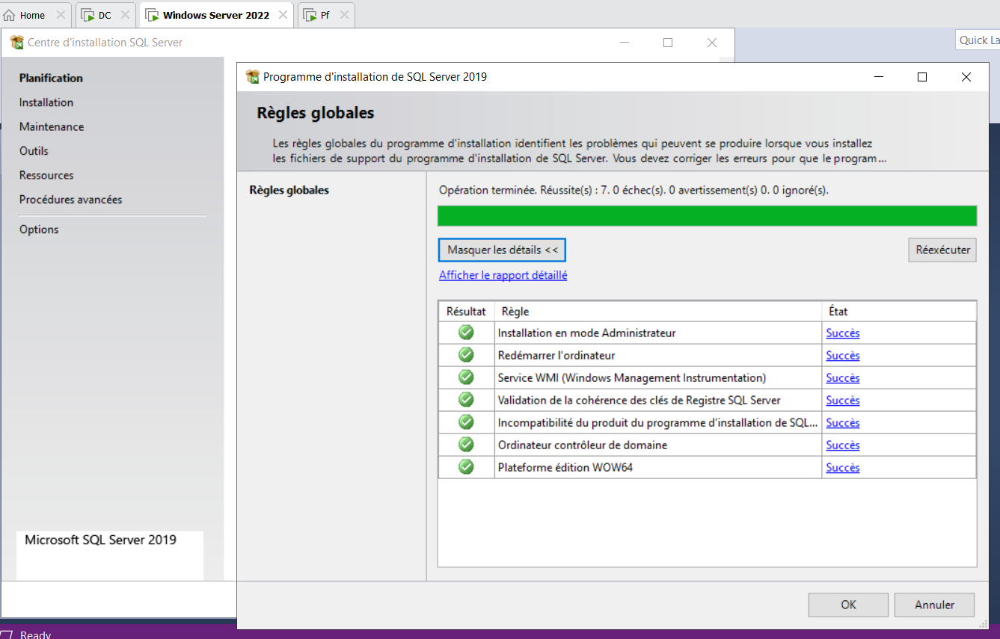 Home
DC
Windows Server 2022
Pf
Centre d'installation SQL Server
Quick La
Planification
Installation
Maintenance
Outils
Ressources
Procédures avancées
Options
Microsoft SQL Server 2019
Programme d'installation de SQL Server 2019
Règles globales
Les règles globales du programme d'installation identifient les problèmes qui peuvent se produire lorsque vous installez
les fichiers de support du programme d'installation de SQL Server. Vous devez corriger les erreurs pour que le program...
Règles globales
Opération terminée. Réussite(s) : 7. 0 échec(s). 0 avertissement(s) 0. 0 ignoré(s).
Masquer les détails <<
Réexécuter
Afficher le rapport détaillé
Résultat Règle État
Installation en mode Administrateur Succès
Redémarrer l'ordinateur Succès
Service WMI (Windows Management Instrumentation) Succès
Validation de la cohérence des clés de Registre SQL Server Succès
Incompatibilité du produit du programme d'installation de SQL... Succès
Ordinateur contrôleur de domaine Succès
Plateforme édition WOW64 Succès
OK
Annuler
Ready